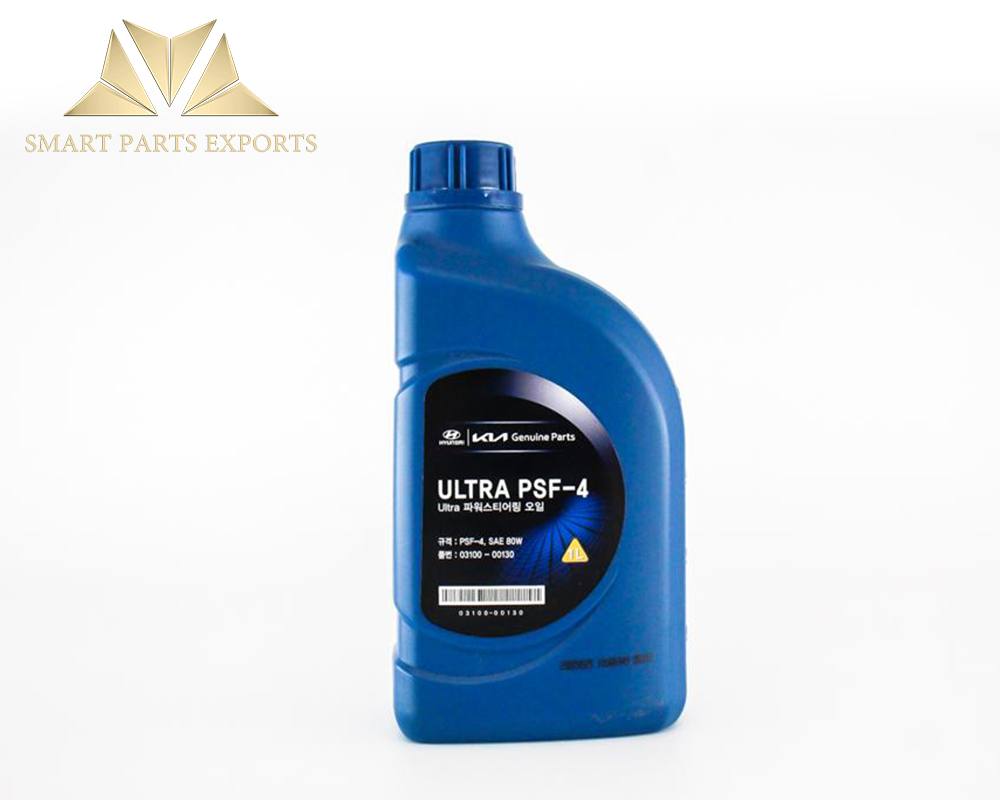 SMART PARTS EXPORTS
HYUNDAI | KIA Genuine Parts
ULTRA PSF-4
Ultra 파워스티어링 오일
규격 : PSF-4, SAE 80W
품번 : 03100 - 00130
1L
03100-00130